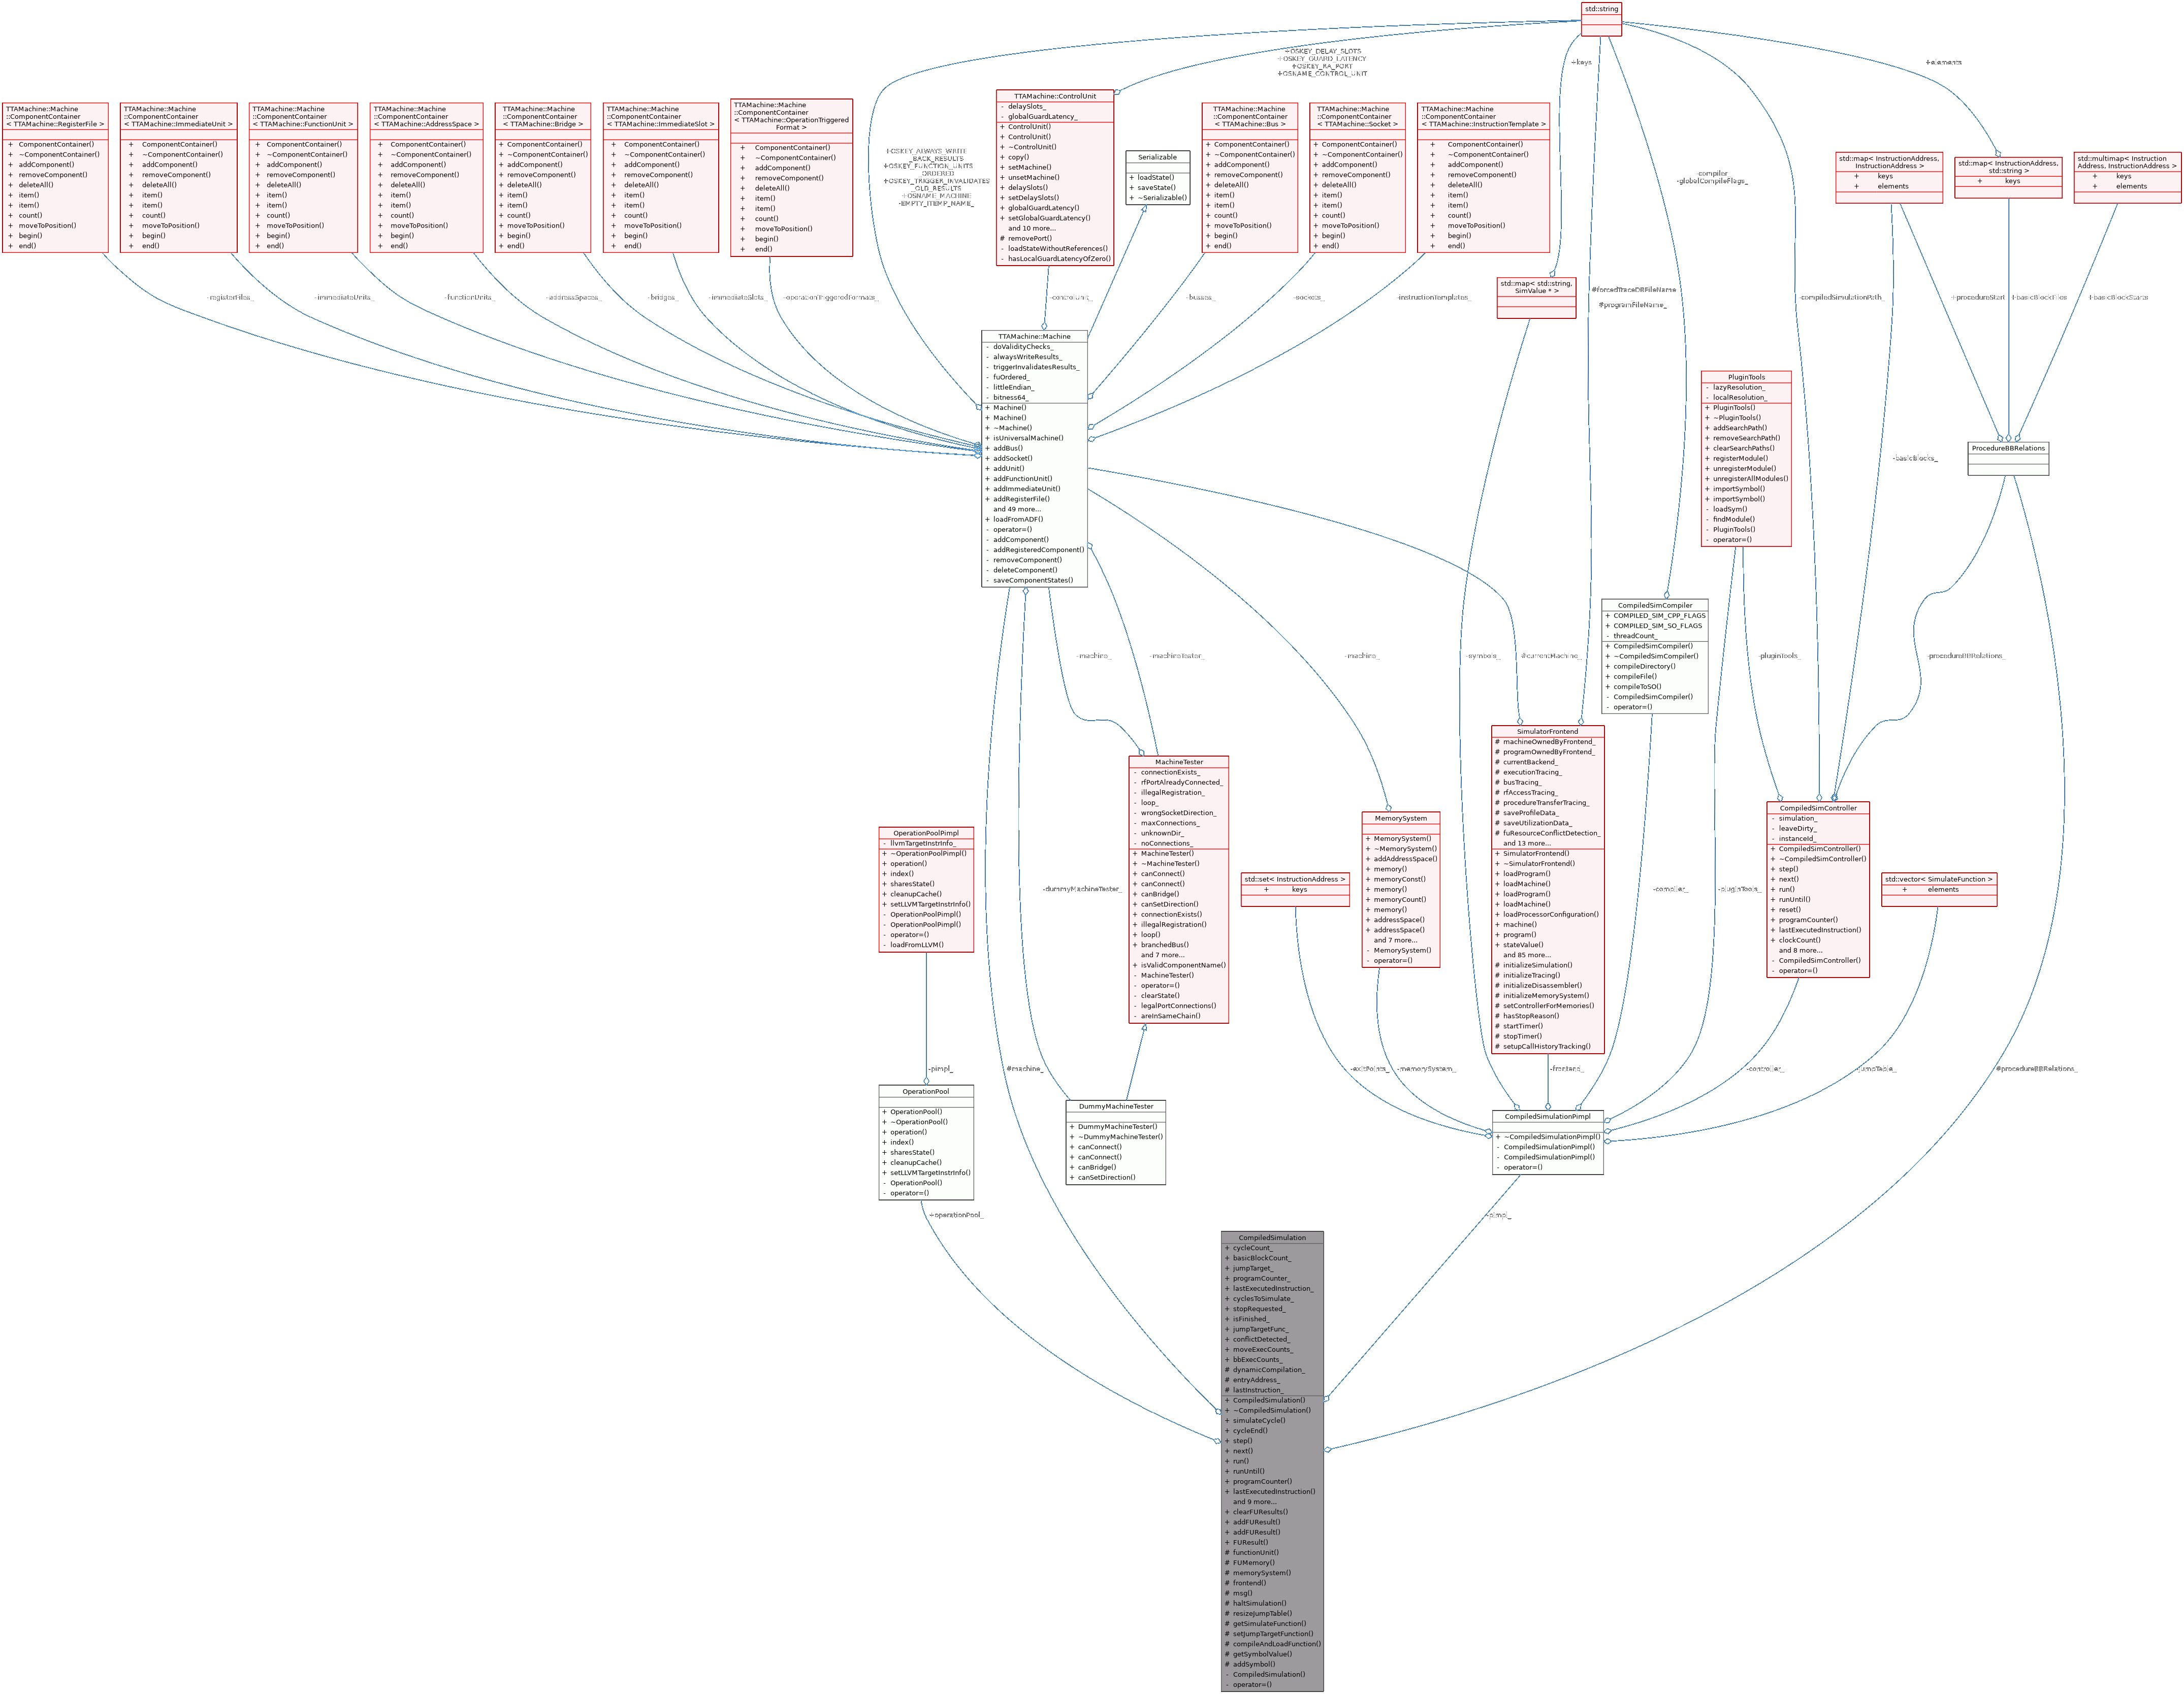 std::string
+OSKEY_DELAY_SLOTS
+OSKEY_GUARD_LATENCY
+OSKEY_RA_PORT
+OSNAME_CONTROL_UNIT
+keys
+elements
TTAMachine::Machine
::ComponentContainer
< TTAMachine::RegisterFile >
+ ComponentContainer()
+ ~ComponentContainer()
+ addComponent()
+ removeComponent()
+ deleteAll()
+ item()
+ item()
+ count()
+ moveToPosition()
+ begin()
+ end()
TTAMachine::Machine
::ComponentContainer
< TTAMachine::ImmediateUnit >
+ ComponentContainer()
+ ~ComponentContainer()
+ addComponent()
+ removeComponent()
+ deleteAll()
+ item()
+ item()
+ count()
+ moveToPosition()
+ begin()
+ end()
TTAMachine::Machine
::ComponentContainer
< TTAMachine::FunctionUnit >
+ ComponentContainer()
+ ~ComponentContainer()
+ addComponent()
+ removeComponent()
+ deleteAll()
+ item()
+ item()
+ count()
+ moveToPosition()
+ begin()
+ end()
TTAMachine::Machine
::ComponentContainer
< TTAMachine::AddressSpace >
+ ComponentContainer()
+ ~ComponentContainer()
+ addComponent()
+ removeComponent()
+ deleteAll()
+ item()
+ item()
+ count()
+ moveToPosition()
+ begin()
+ end()
TTAMachine::Machine
::ComponentContainer
< TTAMachine::Bridge >
+ ComponentContainer()
+ ~ComponentContainer()
+ addComponent()
+ removeComponent()
+ deleteAll()
+ item()
+ item()
+ count()
+ moveToPosition()
+ begin()
+ end()
TTAMachine::Machine
::ComponentContainer
< TTAMachine::ImmediateSlot >
+ ComponentContainer()
+ ~ComponentContainer()
+ addComponent()
+ removeComponent()
+ deleteAll()
+ item()
+ item()
+ count()
+ moveToPosition()
+ begin()
+ end()
TTAMachine::Machine
::ComponentContainer
< TTAMachine::OperationTriggered
Format >
+ ComponentContainer()
+ ~ComponentContainer()
+ addComponent()
+ removeComponent()
+ deleteAll()
+ item()
+ item()
+ count()
+ moveToPosition()
+ begin()
+ end()
+OSKEY_ALWAYS_WRITE
_BACK_RESULTS
+OSKEY_FUNCTION_UNITS
_ORDERED
+OSKEY_TRIGGER_INVALIDATES
_OLD_RESULTS
+OSNAME_MACHINE
-EMPTY_ITEMP_NAME_
TTAMachine::ControlUnit
- delaySlots_
- globalGuardLatency_
+ ControlUnit()
+ ControlUnit()
+ ~ControlUnit()
+ copy()
+ setMachine()
+ unsetMachine()
+ delaySlots()
+ setDelaySlots()
+ globalGuardLatency()
+ setGlobalGuardLatency()
and 10 more...
# removePort()
- loadStateWithoutReferences()
- hasLocalGuardLatencyOfZero()
Serializable
+ loadState()
+ saveState()
+ ~Serializable()
TTAMachine::Machine
::ComponentContainer
< TTAMachine::Bus >
+ ComponentContainer()
+ ~ComponentContainer()
+ addComponent()
+ removeComponent()
+ deleteAll()
+ item()
+ item()
+ count()
+ moveToPosition()
+ begin()
+ end()
TTAMachine::Machine
::ComponentContainer
< TTAMachine::Socket >
+ ComponentContainer()
+ ~ComponentContainer()
+ addComponent()
+ removeComponent()
+ deleteAll()
+ item()
+ item()
+ count()
+ moveToPosition()
+ begin()
+ end()
TTAMachine::Machine
::ComponentContainer
< TTAMachine::InstructionTemplate >
+ ComponentContainer()
+ ~ComponentContainer()
+ addComponent()
+ removeComponent()
+ deleteAll()
+ item()
+ item()
+ count()
+ moveToPosition()
+ begin()
+ end()
-compiler_
-globalCompileFlags_
std::map< InstructionAddress,
InstructionAddress >
+ keys
+ elements
std::map< InstructionAddress,
std::string >
+ keys
std::multimap< Instruction
Address, InstructionAddress >
+ keys
+ elements
std::map< std::string,
SimValue * >
-registerFiles_
-immediateUnits_
-functionUnits_
-addressSpaces_
-bridges_
-immediateSlots_
-operationTriggeredFormats_
-controlUnit_
-busses_
-sockets_
-instructionTemplates_
#forcedTraceDBFileName_
#programFileName_
-compiledSimulationPath_
+procedureStart
+basicBlockFiles
+basicBlockStarts
TTAMachine::Machine
- doValidityChecks_
- alwaysWriteResults_
- triggerInvalidatesResults_
- fuOrdered_
- littleEndian_
- bitness64_
+ Machine()
+ Machine()
+ ~Machine()
+ isUniversalMachine()
+ addBus()
+ addSocket()
+ addUnit()
+ addFunctionUnit()
+ addImmediateUnit()
+ addRegisterFile()
and 49 more...
+ loadFromADF()
- operator=()
- addComponent()
- addRegisteredComponent()
- removeComponent()
- deleteComponent()
- saveComponentStates()
PluginTools
- lazyResolution_
- localResolution_
+ PluginTools()
+ ~PluginTools()
+ addSearchPath()
+ removeSearchPath()
+ clearSearchPaths()
+ registerModule()
+ unregisterModule()
+ unregisterAllModules()
+ importSymbol()
+ importSymbol()
- loadSym()
- findModule()
- PluginTools()
- operator=()
-basicBlocks_
ProcedureBBRelations
CompiledSimCompiler
+ COMPILED_SIM_CPP_FLAGS
+ COMPILED_SIM_SO_FLAGS
- threadCount_
+ CompiledSimCompiler()
+ ~CompiledSimCompiler()
+ compileDirectory()
+ compileFile()
+ compileToSO()
- CompiledSimCompiler()
- operator=()
-machine_
-machineTester_
-machine_
-symbols_
#currentMachine_
-pluginTools_
-procedureBBRelations_
MachineTester
- connectionExists_
- rfPortAlreadyConnected_
- illegalRegistration_
- loop_
- wrongSocketDirection_
- maxConnections_
- unknownDir_
- noConnections_
+ MachineTester()
+ ~MachineTester()
+ canConnect()
+ canConnect()
+ canBridge()
+ canSetDirection()
+ connectionExists()
+ illegalRegistration()
+ loop()
+ branchedBus()
and 7 more...
+ isValidComponentName()
- MachineTester()
- operator=()
- clearState()
- legalPortConnections()
- areInSameChain()
SimulatorFrontend
# machineOwnedByFrontend_
# programOwnedByFrontend_
# currentBackend_
# executionTracing_
# busTracing_
# rfAccessTracing_
# procedureTransferTracing_
# saveProfileData_
# saveUtilizationData_
# fuResourceConflictDetection_
and 13 more...
+ SimulatorFrontend()
+ ~SimulatorFrontend()
+ loadProgram()
+ loadMachine()
+ loadProgram()
+ loadMachine()
+ loadProcessorConfiguration()
+ machine()
+ program()
+ stateValue()
and 85 more...
# initializeSimulation()
# initializeTracing()
# initializeDisassembler()
# initializeMemorySystem()
# setControllerForMemories()
# hasStopReason()
# startTimer()
# stopTimer()
# setupCallHistoryTracking()
OperationPoolPimpl
- llvmTargetInstrInfo_
+ ~OperationPoolPimpl()
+ operation()
+ index()
+ sharesState()
+ cleanupCache()
+ setLLVMTargetInstrInfo()
- OperationPoolPimpl()
- OperationPoolPimpl()
- operator=()
- loadFromLLVM()
MemorySystem
+ MemorySystem()
+ ~MemorySystem()
+ addAddressSpace()
+ memory()
+ memoryConst()
+ memory()
+ memoryCount()
+ memory()
+ addressSpace()
+ addressSpace()
and 7 more...
- MemorySystem()
- operator=()
CompiledSimController
- simulation_
- leaveDirty_
- instanceId_
+ CompiledSimController()
+ ~CompiledSimController()
+ step()
+ next()
+ run()
+ runUntil()
+ reset()
+ programCounter()
+ lastExecutedInstruction()
+ clockCount()
and 8 more...
- CompiledSimController()
- operator=()
-dummyMachineTester_
std::set< InstructionAddress >
+ keys
-compiler_
-pluginTools_
std::vector< SimulateFunction >
+ elements
-pimpl_
#machine_
-exitPoints_
-memorySystem_
-frontend_
-controller_
-jumpTable_
#procedureBBRelations_
OperationPool
+ OperationPool()
+ ~OperationPool()
+ operation()
+ index()
+ sharesState()
+ cleanupCache()
+ setLLVMTargetInstrInfo()
- OperationPool()
- operator=()
DummyMachineTester
+ DummyMachineTester()
+ ~DummyMachineTester()
+ canConnect()
+ canConnect()
+ canBridge()
+ canSetDirection()
CompiledSimulationPimpl
+ ~CompiledSimulationPimpl()
- CompiledSimulationPimpl()
- CompiledSimulationPimpl()
- operator=()
+operationPool_
-pimpl_
CompiledSimulation
+ cycleCount_
+ basicBlockCount_
+ jumpTarget_
+ programCounter_
+ lastExecutedInstruction_
+ cyclesToSimulate_
+ stopRequested_
+ isFinished_
+ jumpTargetFunc_
+ conflictDetected_
+ moveExecCounts_
+ bbExecCounts_
# dynamicCompilation_
# entryAddress_
# lastInstruction_
+ CompiledSimulation()
+ ~CompiledSimulation()
+ simulateCycle()
+ cycleEnd()
+ step()
+ next()
+ run()
+ runUntil()
+ programCounter()
+ lastExecutedInstruction()
and 9 more...
+ clearFUResults()
+ addFUResult()
+ addFUResult()
+ FUResult()
# functionUnit()
# FUMemory()
# memorySystem()
# frontend()
# msg()
# haltSimulation()
# resizeJumpTable()
# getSimulateFunction()
# setJumpTargetFunction()
# compileAndLoadFunction()
# getSymbolValue()
# addSymbol()
- CompiledSimulation()
- operator=()